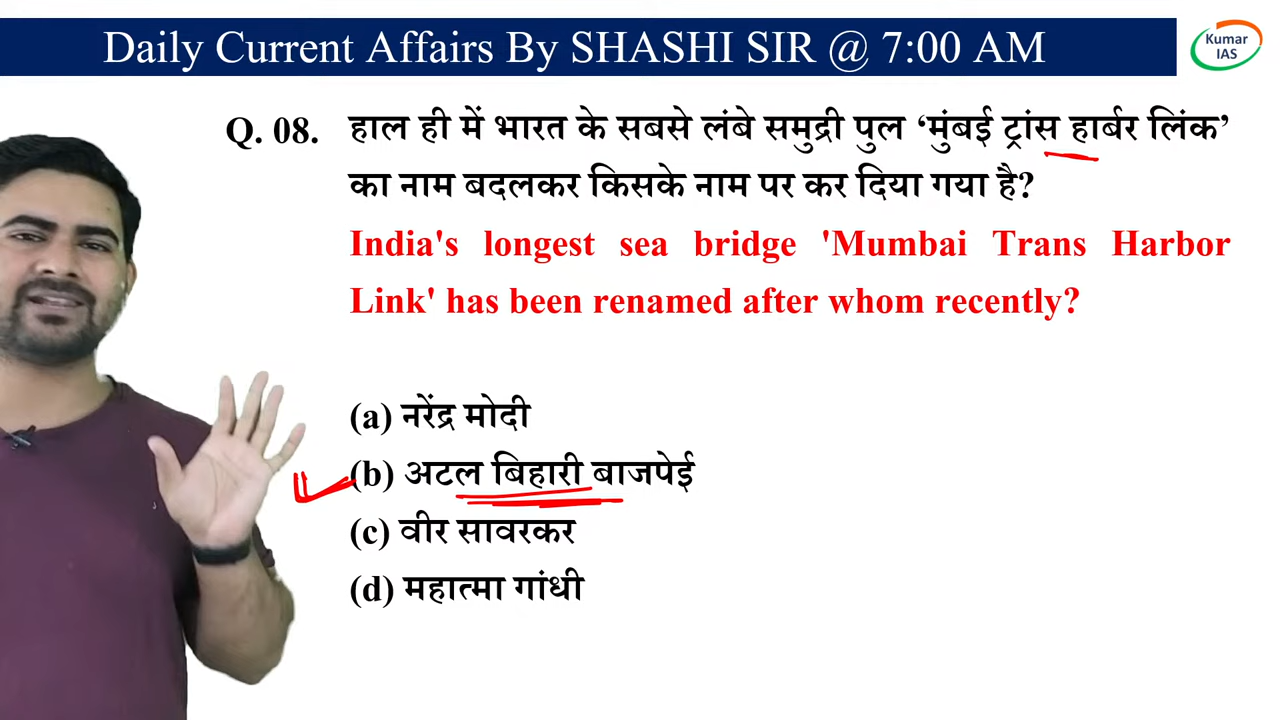 Daily Current Affairs By SHASHI SIR @ 7:00 AM
Kumar
IAS
Q. 08. हाल ही में भारत के सबसे लंबे समुद्री पुल ‘मुंबई ट्रांस हार्बर लिंक’
का नाम बदलकर किसके नाम पर कर दिया गया है?
India's longest sea bridge 'Mumbai Trans Harbor
Link' has been renamed after whom recently?
(a) नरेंद्र मोदी
(b) अटल बिहारी बाजपेई
(c) वीर सावरकर
(d) महात्मा गांधी